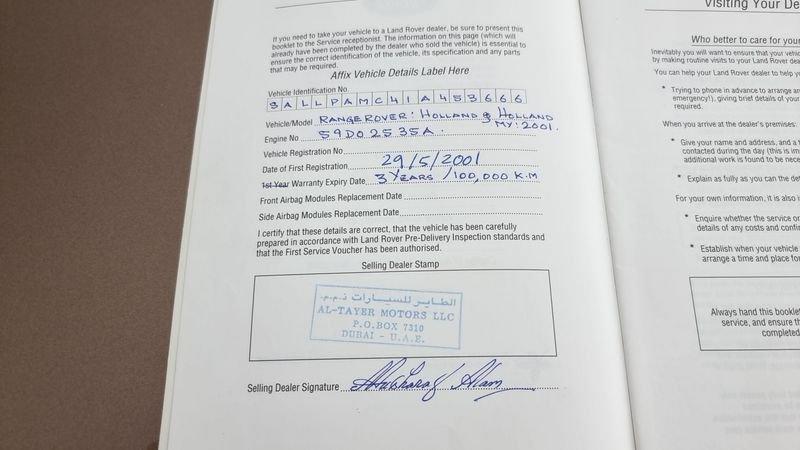 If you need to take your vehicle to a Land Rover dealer, be sure to present this
booklet to the Service receptionist. The information on this page (which will
already have been completed by the dealer who sold the vehicle) is essential to
ensure the correct identification of the vehicle, its specification and any parts
that may be required.
Affix Vehicle Details Label Here
Vehicle Identification No.
SALLPAMC41A453666
Vehicle/Model RANGE ROVER: HOLLAND & HOLLAND
MY: 2001.
Engine No 59D02535A.
Vehicle Registration No
Date of First Registration 29/5/2001
1st Year Warranty Expiry Date 3 YEARS /100,000 K.M
Front Airbag Modules Replacement Date
Side Airbag Modules Replacement Date
I certify that these details are correct, that the vehicle has been carefully
prepared in accordance with Land Rover Pre-Delivery Inspection standards and
that the First Service Voucher has been authorised.
Selling Dealer Stamp
الطاير للسيارات ذ.م.م.
AL-TAYER MOTORS LLC
P.O.BOX 7310
DUBAI - U.A.E.
Selling Dealer Signature
Visiting Your De
Who better to care for your
Inevitably you will want to ensure that your vehic
by making routine visits to your Land Rover dea
You can help your Land Rover dealer to help yo
* Trying to phone in advance to arrange an
emergency!), giving brief details of your
required.
When you arrive at the dealer's premises:
* Give your name and address, and a t
contacted during the day (this is im
additional work is found to be nece
* Explain as fully as you can the det
For your own information, it is also i
* Enquire whether the service or
details of any costs and confir
* Establish when your vehicle
arrange a time and place for
Always hand this bookle
service, and ensure th
completed